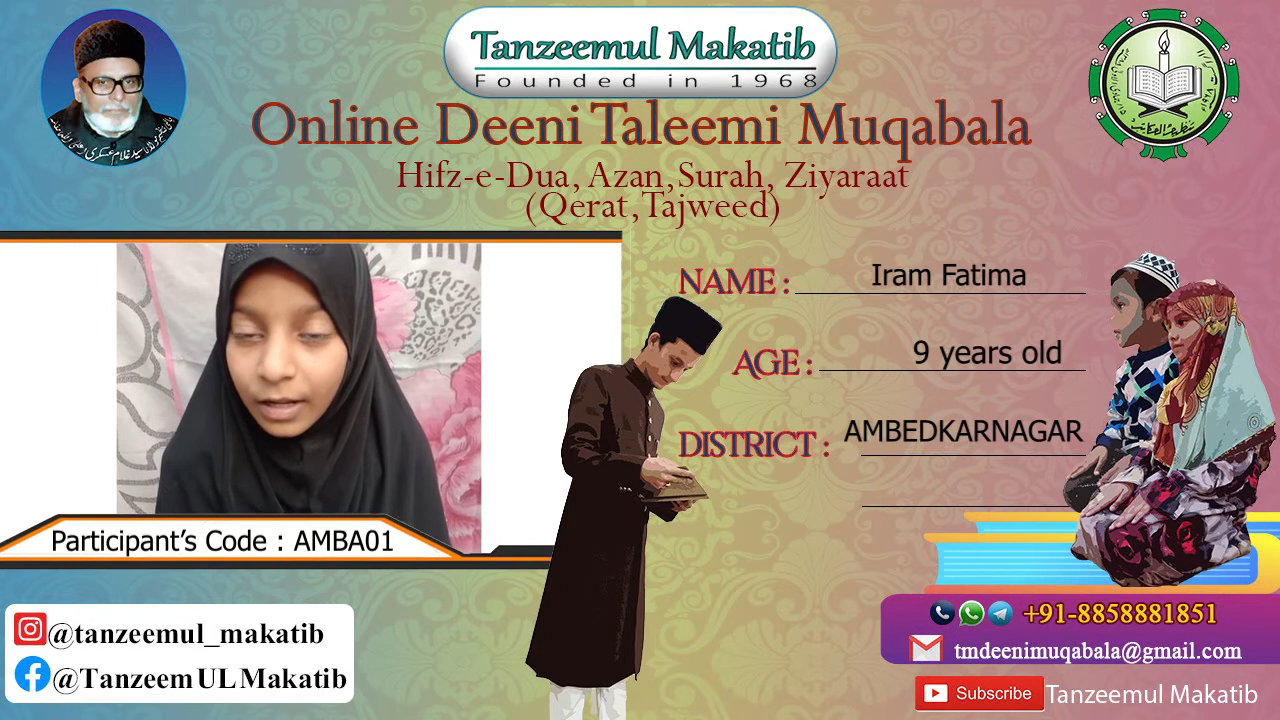 Tanzeemul Makatib
Founded in 1968
Online Deeni Taleemi Muqabala
Hifz-e-Dua, Azan, Surah, Ziyaraat
(Qerat, Tajweed)
NAME : Iram Fatima
AGE : 9 years old
DISTRICT : AMBEDKARNAGAR
Participant's Code : AMBA01
@tanzeemul_makatib
@Tanzeem UL Makatib
+91-8858881851
tmdeenimuqabala@gmail.com
Subscribe Tanzeemul Makatib